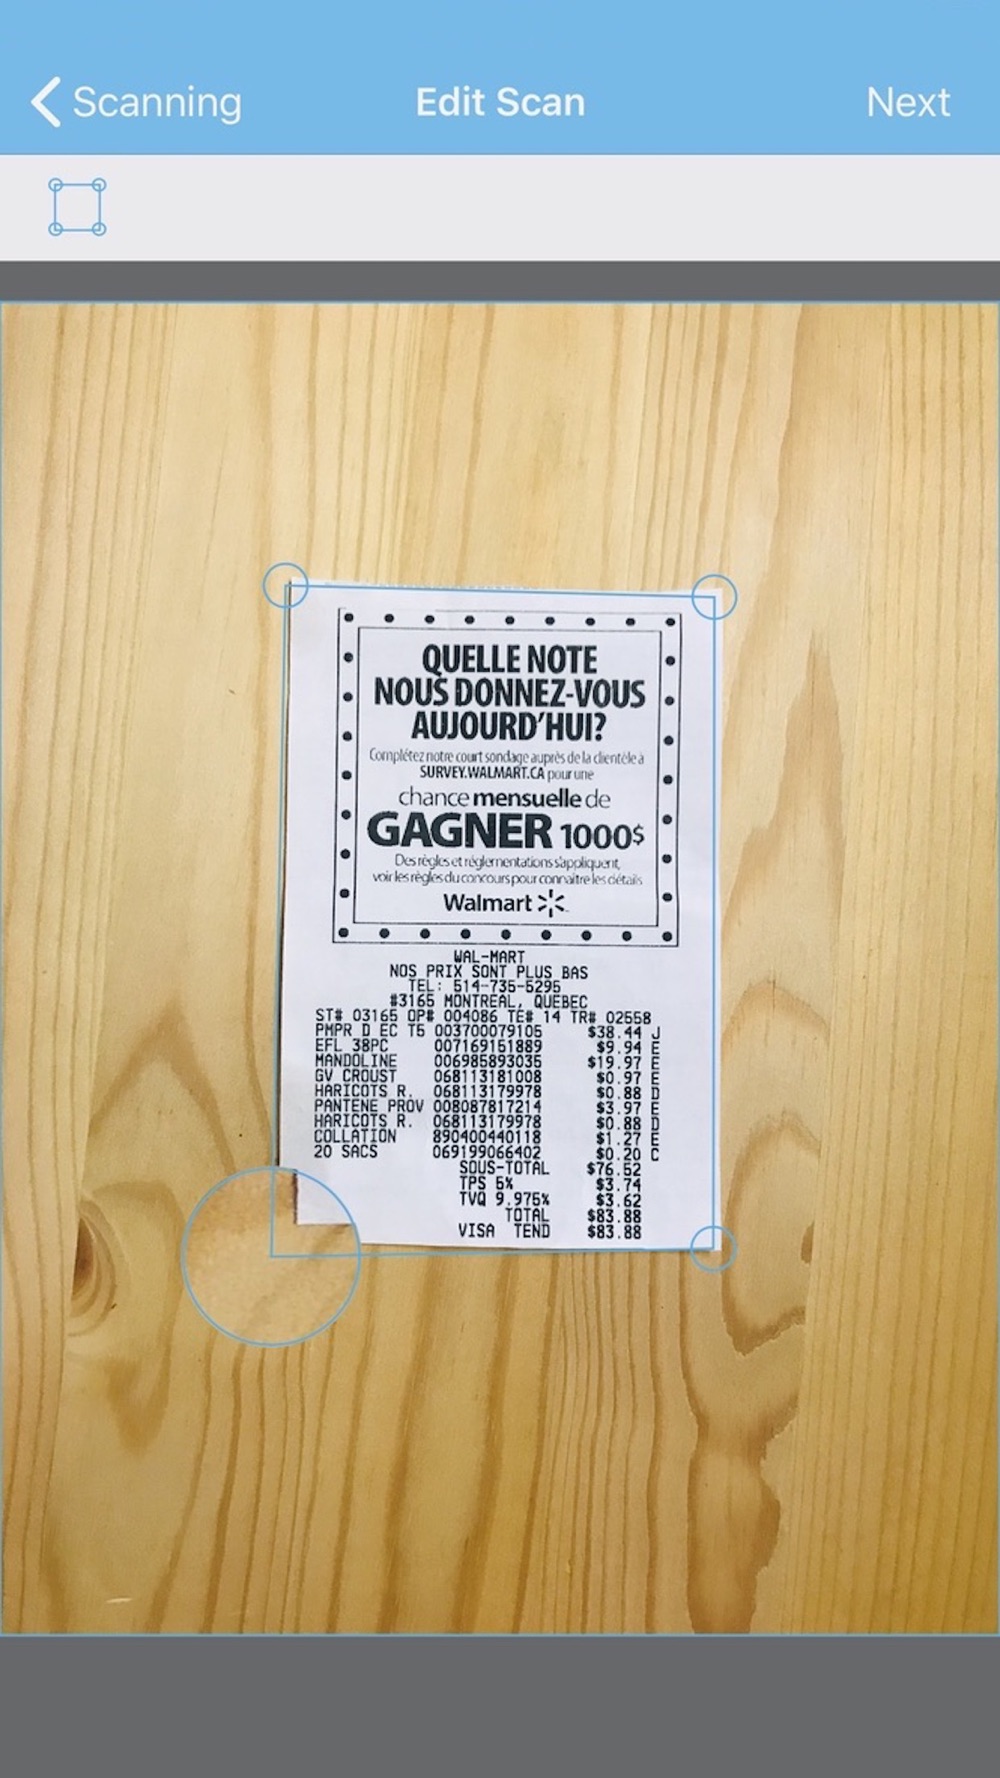 Scanning
Edit Scan
Next
QUELLE NOTE
NOUS DONNEZ-VOUS
AUJOURD'HUI?
Complétez notre court sondage auprès de la clientèle à
SURVEY.WALMART.CA pour une
chance mensuelle de
GAGNER 1000$
Des règles et réglementations s'appliquent,
voir les règles du concours pour connaître les détails
Walmart
WAL-MART
NOS PRIX SONT PLUS BAS
TEL: 514-735-5295
#3165 MONTREAL, QUEBEC
ST# 03165 OP# 004086 TE# 14 TR# 02558
PMPR D EC T5 003700079105 $38.44 J
EFL 38PC 007169151889 $9.94 E
MANDOLINE 006985893035 $19.97 E
GV CROUST 068113181008 $0.97 E
HARICOTS R. 068113179978 $0.88 D
PANTENE PROV 008087817214 $3.97 E
HARICOTS R. 068113179978 $0.88 D
COLLATION 890400440118 $1.27 E
20 SACS 069199066402 $0.20 C
SOUS-TOTAL $76.52
TPS 5% $3.74
TVQ 9.975% $3.62
TOTAL $83.88
VISA TEND $83.88